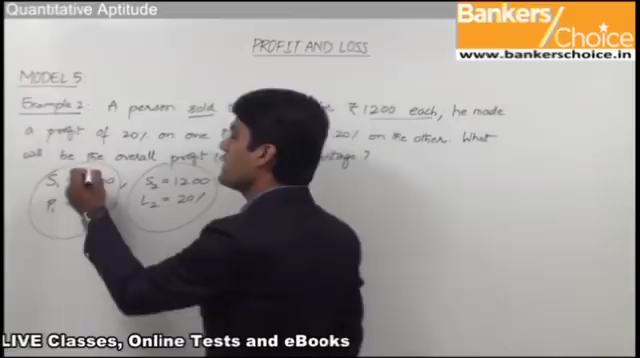 Quantitative Aptitude
Bankers
Choice
www.bankerschoice.in
PROFIT AND LOSS
MODEL 5:
Example 2: A person sold ₹1200 each, he made
a profit of 20% on one 20% on the other. What
will be the overall profit ?
S₁ S₂ = 1200
P₁ L₂ = 20%
LIVE Classes, Online Tests and eBooks